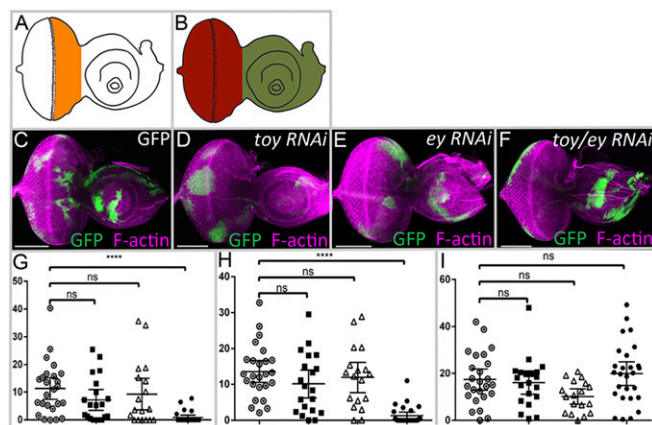 A B
C GFP D toy RNAi E ey RNAi F toy/ey RNAi
GFP F-actin GFP F-actin GFP F-actin GFP F-actin
G **** H **** I ns
ns ns ns
ns ns ns
50
40
30
20
10
0
40
30
20
10
0
60
40
20
0